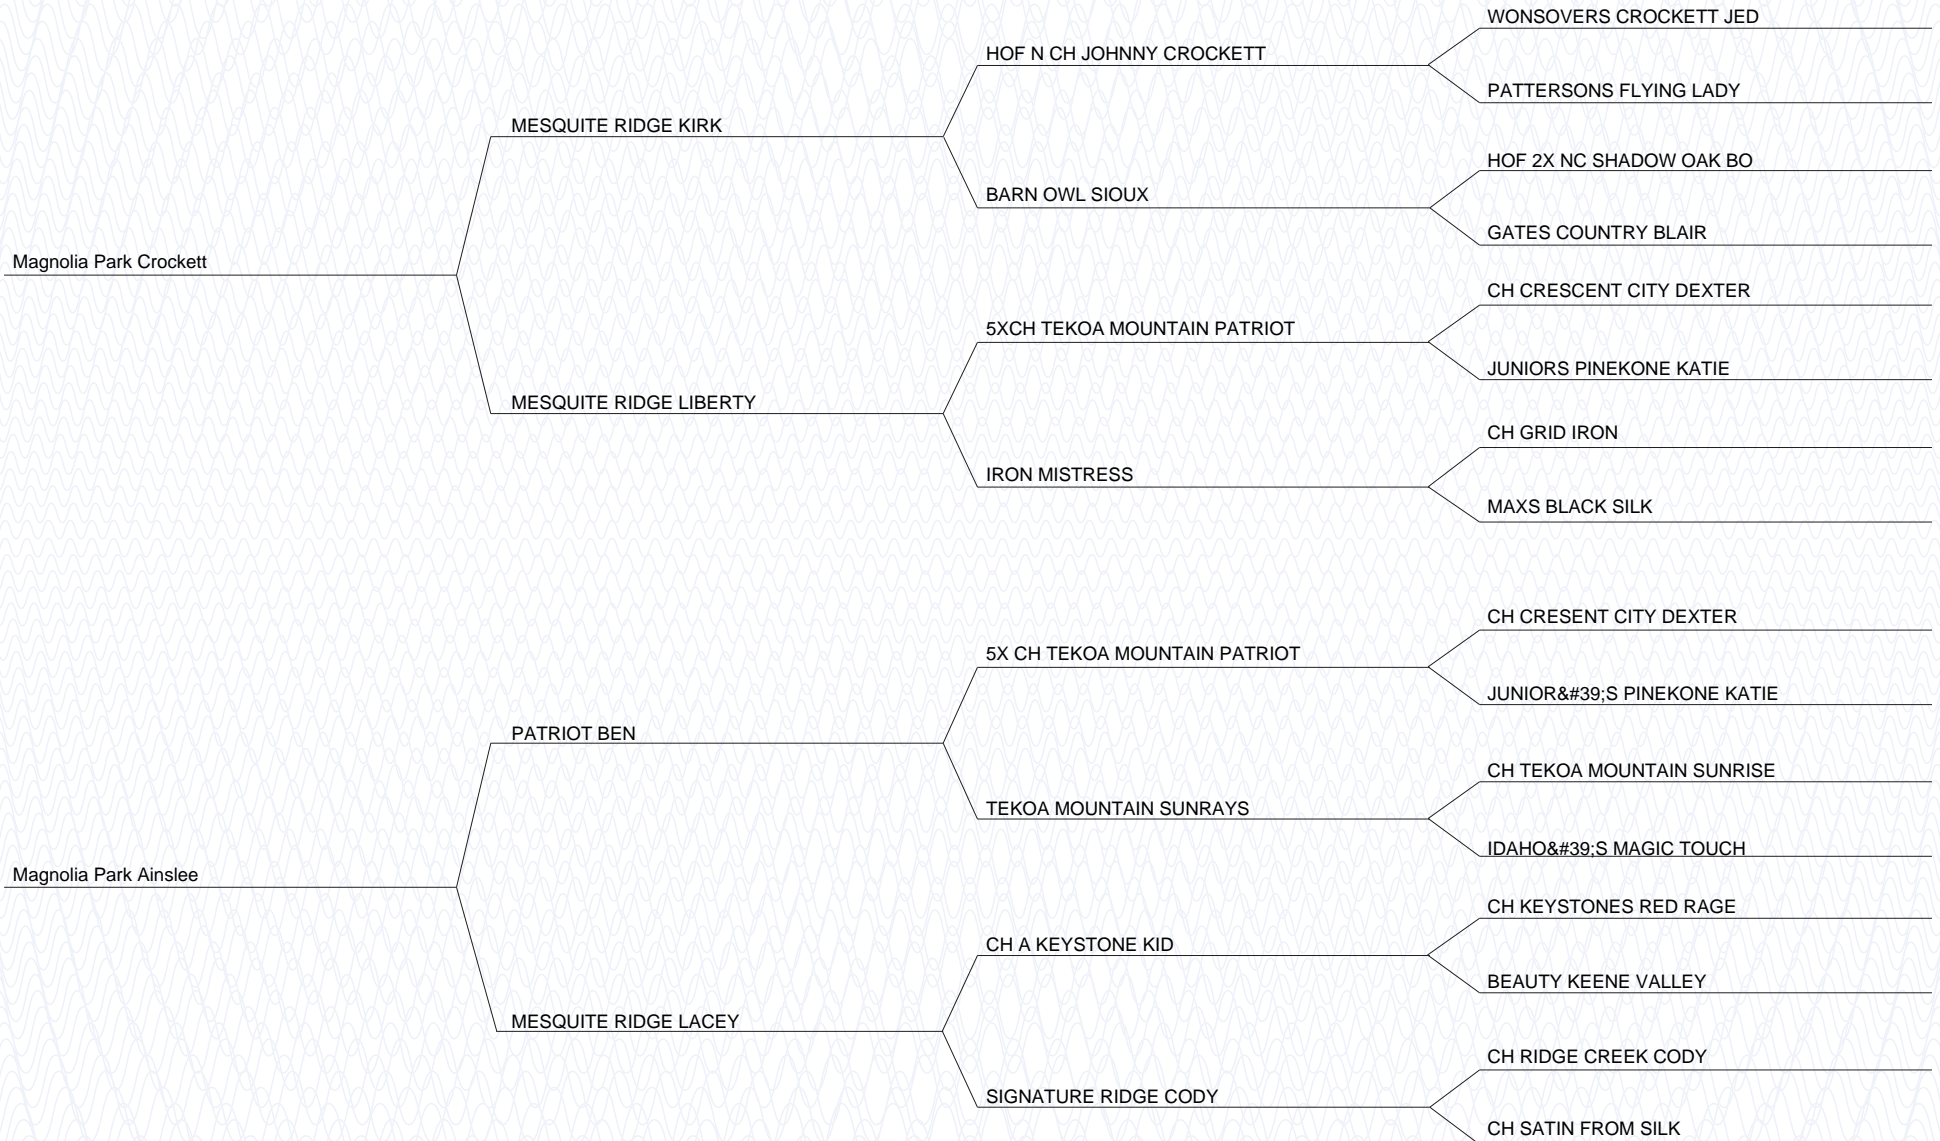 WONSOVERS CROCKETT JED
HOF N CH JOHNNY CROCKETT
PATTERSONS FLYING LADY
MESQUITE RIDGE KIRK
HOF 2X NC SHADOW OAK BO
BARN OWL SIOUX
GATES COUNTRY BLAIR
Magnolia Park Crockett
CH CRESCENT CITY DEXTER
5XCH TEKOA MOUNTAIN PATRIOT
JUNIORS PINEKONE KATIE
MESQUITE RIDGE LIBERTY
CH GRID IRON
IRON MISTRESS
MAXS BLACK SILK
CH CRESENT CITY DEXTER
5X CH TEKOA MOUNTAIN PATRIOT
JUNIOR&#39;S PINEKONE KATIE
PATRIOT BEN
CH TEKOA MOUNTAIN SUNRISE
TEKOA MOUNTAIN SUNRAYS
IDAHO&#39;S MAGIC TOUCH
Magnolia Park Ainslee
CH KEYSTONES RED RAGE
CH A KEYSTONE KID
BEAUTY KEENE VALLEY
MESQUITE RIDGE LACEY
CH RIDGE CREEK CODY
SIGNATURE RIDGE CODY
CH SATIN FROM SILK